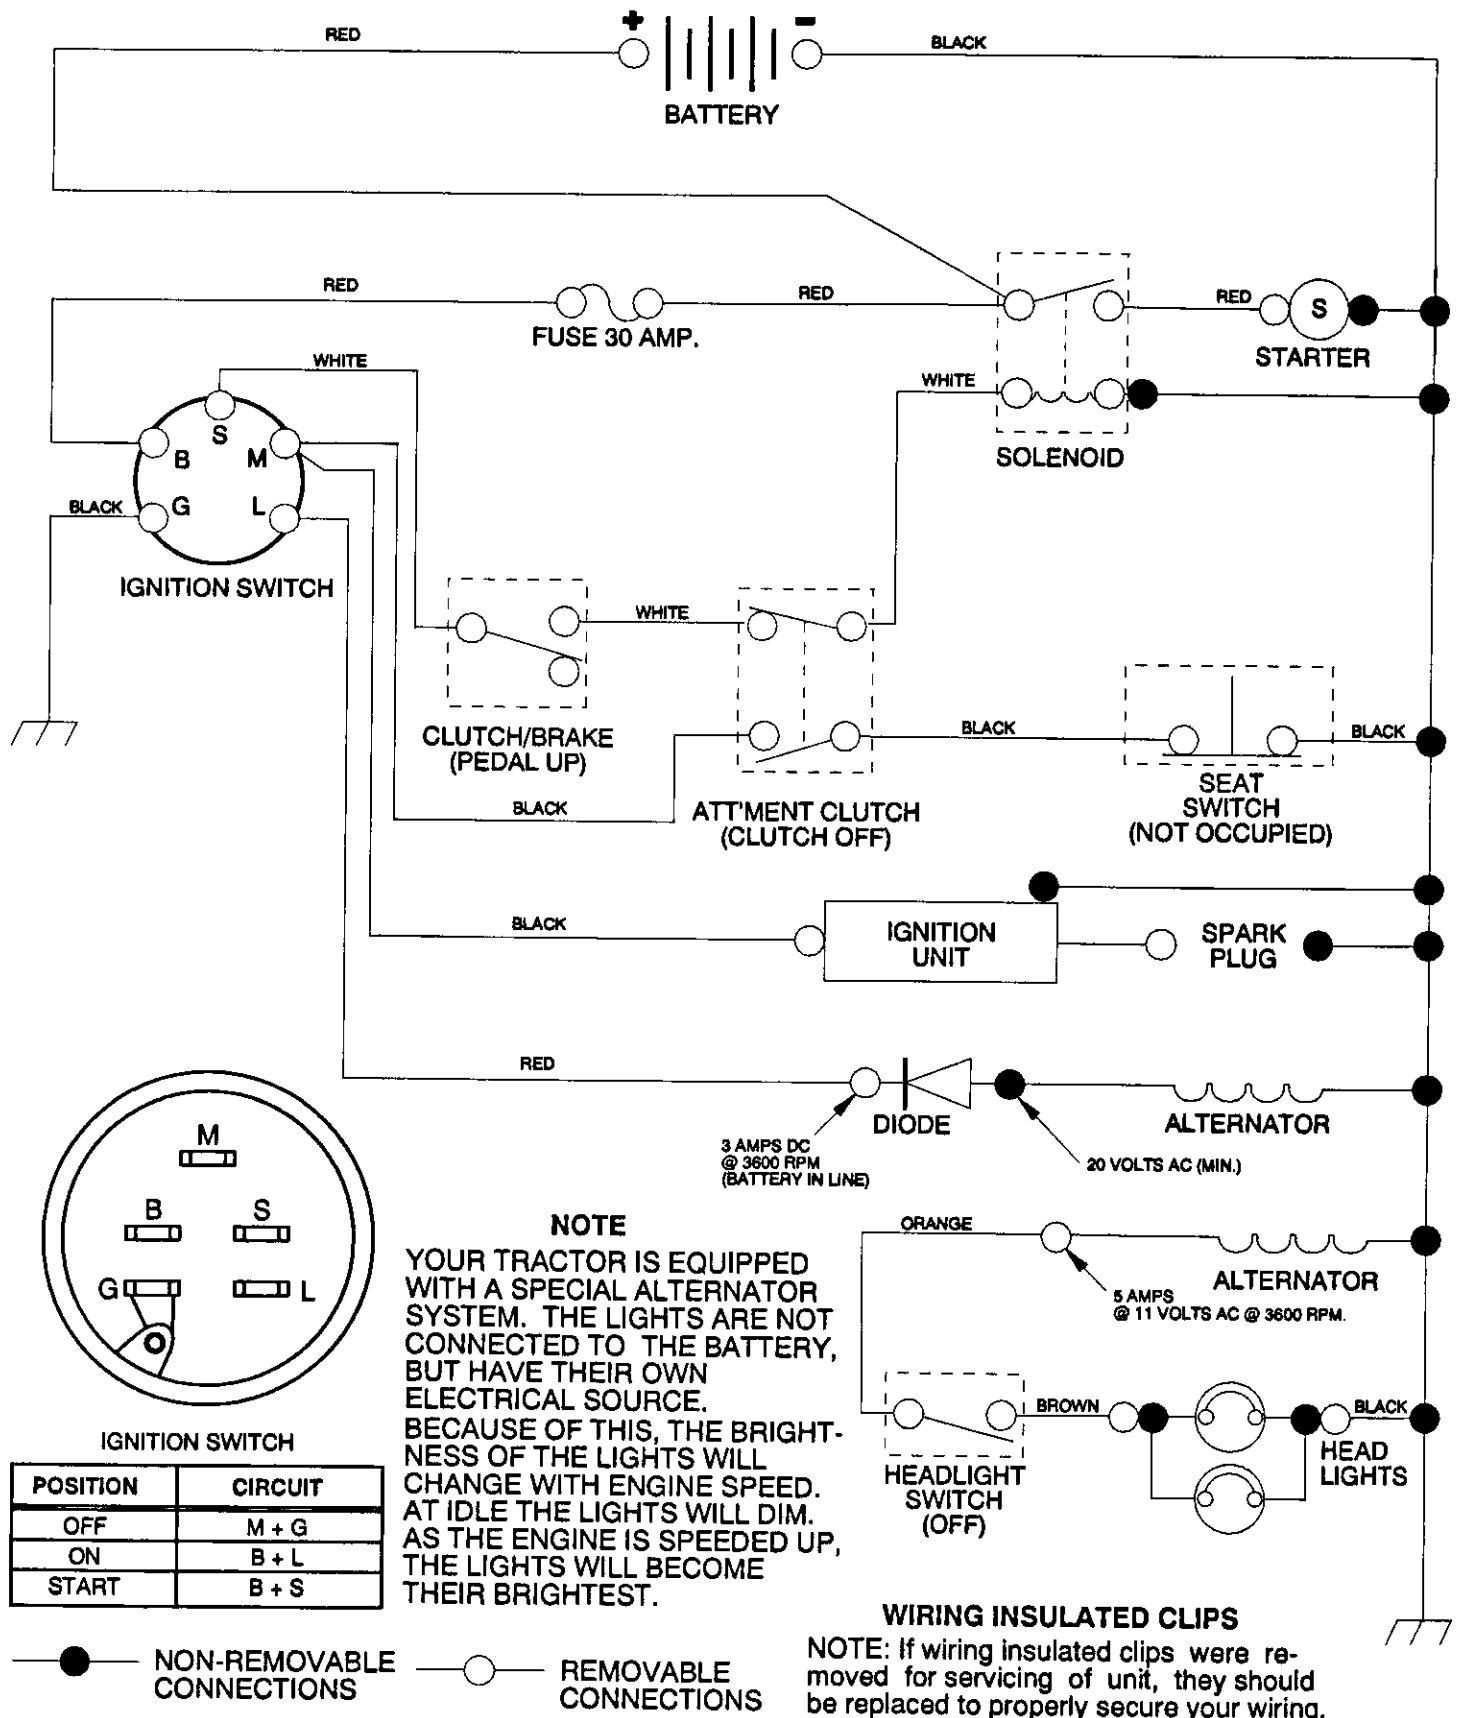 + -
RED
BLACK
BATTERY
RED
RED
RED
S
FUSE 30 AMP.
STARTER
WHITE
WHITE
S
B
M
SOLENOID
BLACK
G
L
IGNITION SWITCH
WHITE
CLUTCH/BRAKE
(PEDAL UP)
BLACK
BLACK
BLACK
ATT'MENT CLUTCH
(CLUTCH OFF)
SEAT
SWITCH
(NOT OCCUPIED)
BLACK
IGNITION
UNIT
SPARK
PLUG
RED
DIODE
ALTERNATOR
3 AMPS DC
@ 3600 RPM
(BATTERY IN LINE)
20 VOLTS AC (MIN.)
M
B
S
G
L
IGNITION SWITCH
POSITION CIRCUIT
OFF M + G
ON B + L
START B + S
NOTE
YOUR TRACTOR IS EQUIPPED
WITH A SPECIAL ALTERNATOR
SYSTEM. THE LIGHTS ARE NOT
CONNECTED TO THE BATTERY,
BUT HAVE THEIR OWN
ELECTRICAL SOURCE.
BECAUSE OF THIS, THE BRIGHT-
NESS OF THE LIGHTS WILL
CHANGE WITH ENGINE SPEED.
AT IDLE THE LIGHTS WILL DIM.
AS THE ENGINE IS SPEEDED UP,
THE LIGHTS WILL BECOME
THEIR BRIGHTEST.
ORANGE
ALTERNATOR
5 AMPS
@ 11 VOLTS AC @ 3600 RPM.
BROWN
BLACK
HEADLIGHT
SWITCH
(OFF)
HEAD
LIGHTS
NON-REMOVABLE
CONNECTIONS
REMOVABLE
CONNECTIONS
WIRING INSULATED CLIPS
NOTE: If wiring insulated clips were re-
moved for servicing of unit, they should
be replaced to properly secure your wiring.